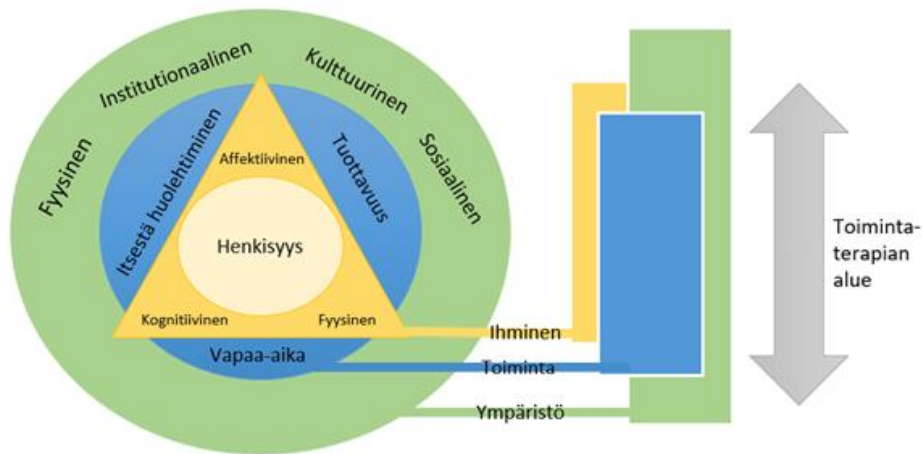 Institutionaalinen
Kulttuurinen
Fyysinen
Sosiaalinen
Itsestä huolehtiminen
Tuottavuus
Affektiivinen
Henkisyys
Kognitiivinen
Fyysinen
Vapaa-aika
Ihminen
Toiminta
Ympäristö
Toiminta-
terapian
alue